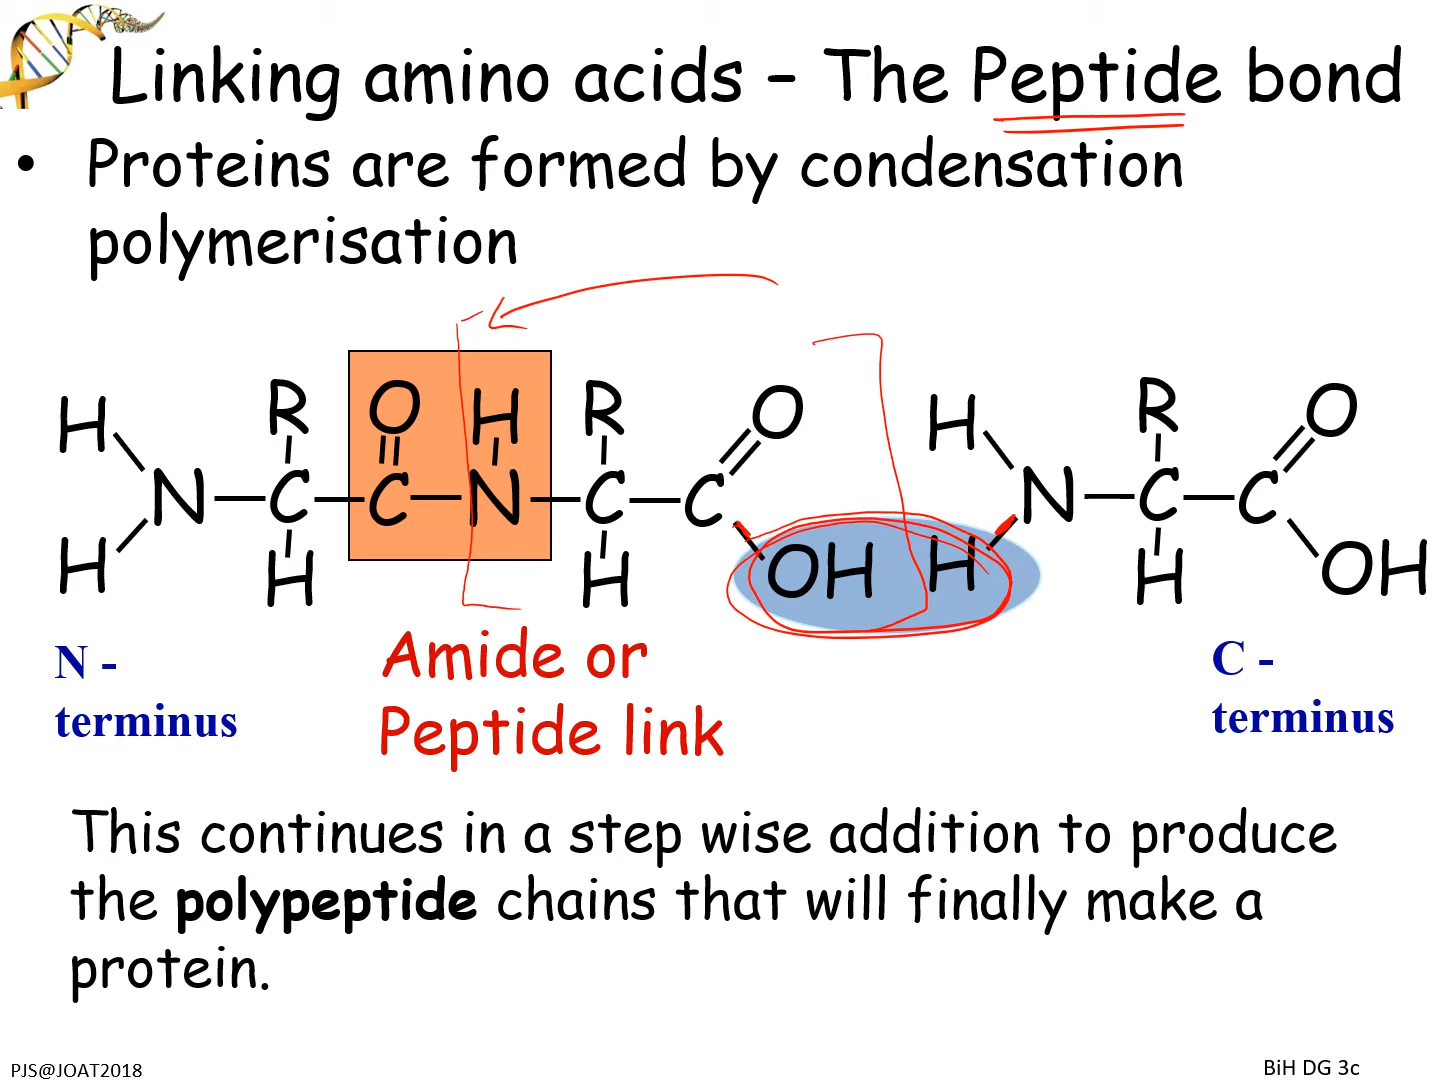 Linking amino acids – The Peptide bond
• Proteins are formed by condensation
polymerisation
H R O H R O H R O
N C C N C C N C C
H H H OH H H OH
N -
terminus
Amide or
Peptide link
C -
terminus
This continues in a step wise addition to produce
the polypeptide chains that will finally make a
protein.
PJS@JOAT2018
BiH DG 3c